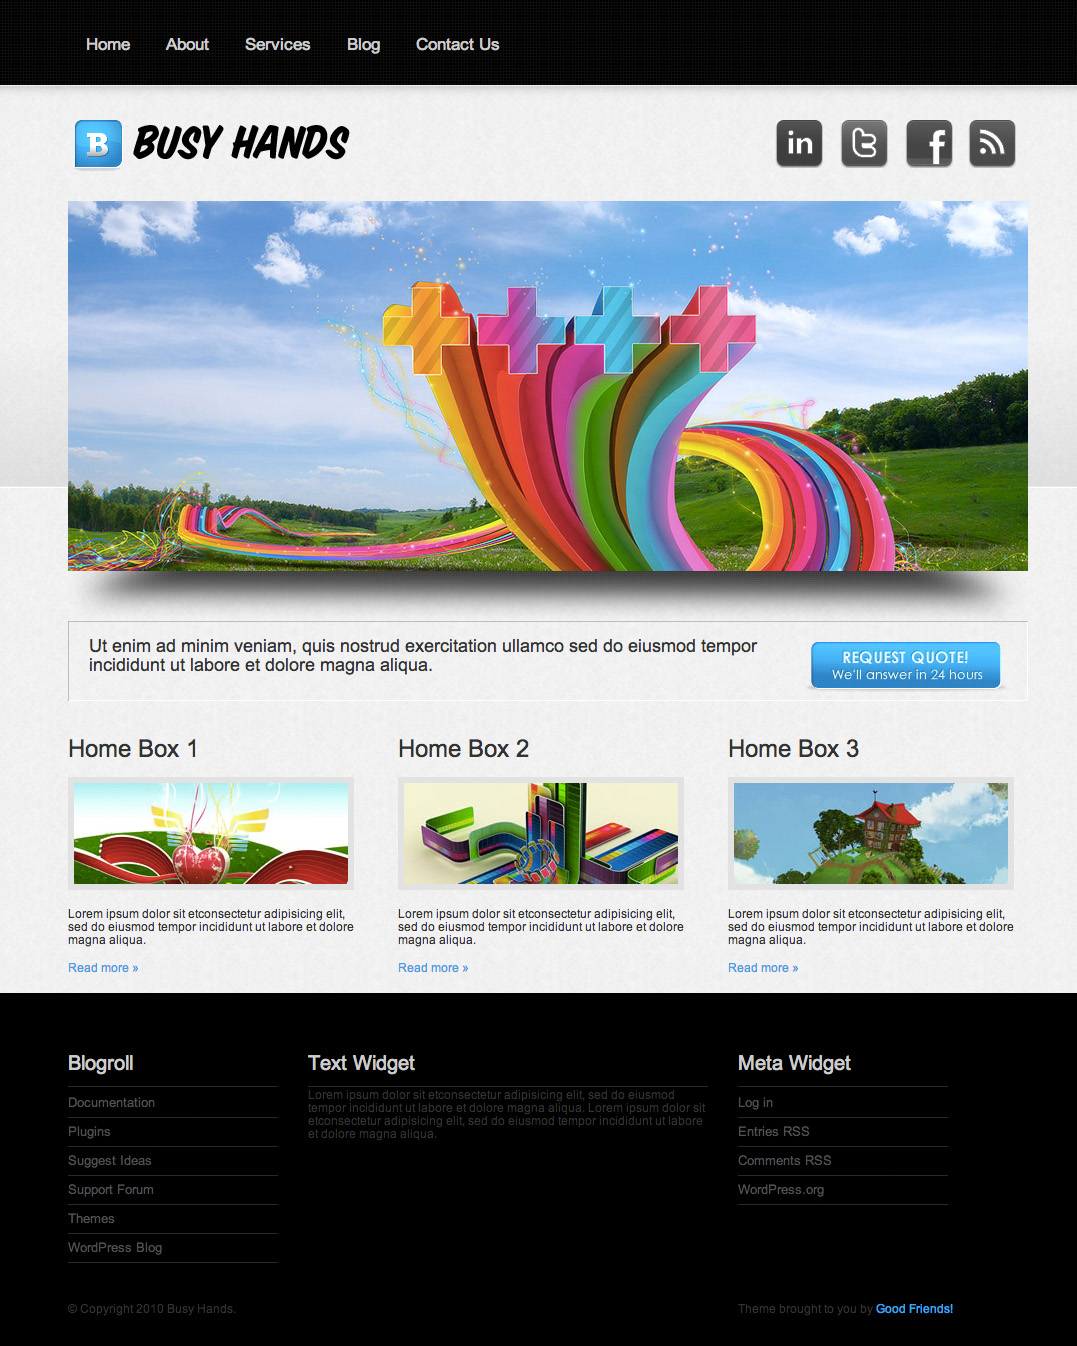 Home About Services Blog Contact Us
B BUSY HANDS
in t f
Ut enim ad minim veniam, quis nostrud exercitation ullamco sed do eiusmod tempor
incididunt ut labore et dolore magna aliqua.
REQUEST QUOTE!
We'll answer in 24 hours
Home Box 1
Lorem ipsum dolor sit etconsectetur adipisicing elit,
sed do eiusmod tempor incididunt ut labore et dolore
magna aliqua.
Read more »
Home Box 2
Lorem ipsum dolor sit etconsectetur adipisicing elit,
sed do eiusmod tempor incididunt ut labore et dolore
magna aliqua.
Read more »
Home Box 3
Lorem ipsum dolor sit etconsectetur adipisicing elit,
sed do eiusmod tempor incididunt ut labore et dolore
magna aliqua.
Read more »
Blogroll
Documentation
Plugins
Suggest Ideas
Support Forum
Themes
WordPress Blog
Text Widget
Lorem ipsum dolor sit etconsectetur adipisicing elit, sed do eiusmod
tempor incididunt ut labore et dolore magna aliqua. Lorem ipsum dolor sit
etconsectetur adipisicing elit, sed do eiusmod tempor incididunt ut labore
et dolore magna aliqua.
Meta Widget
Log in
Entries RSS
Comments RSS
WordPress.org
© Copyright 2010 Busy Hands.
Theme brought to you by Good Friends!